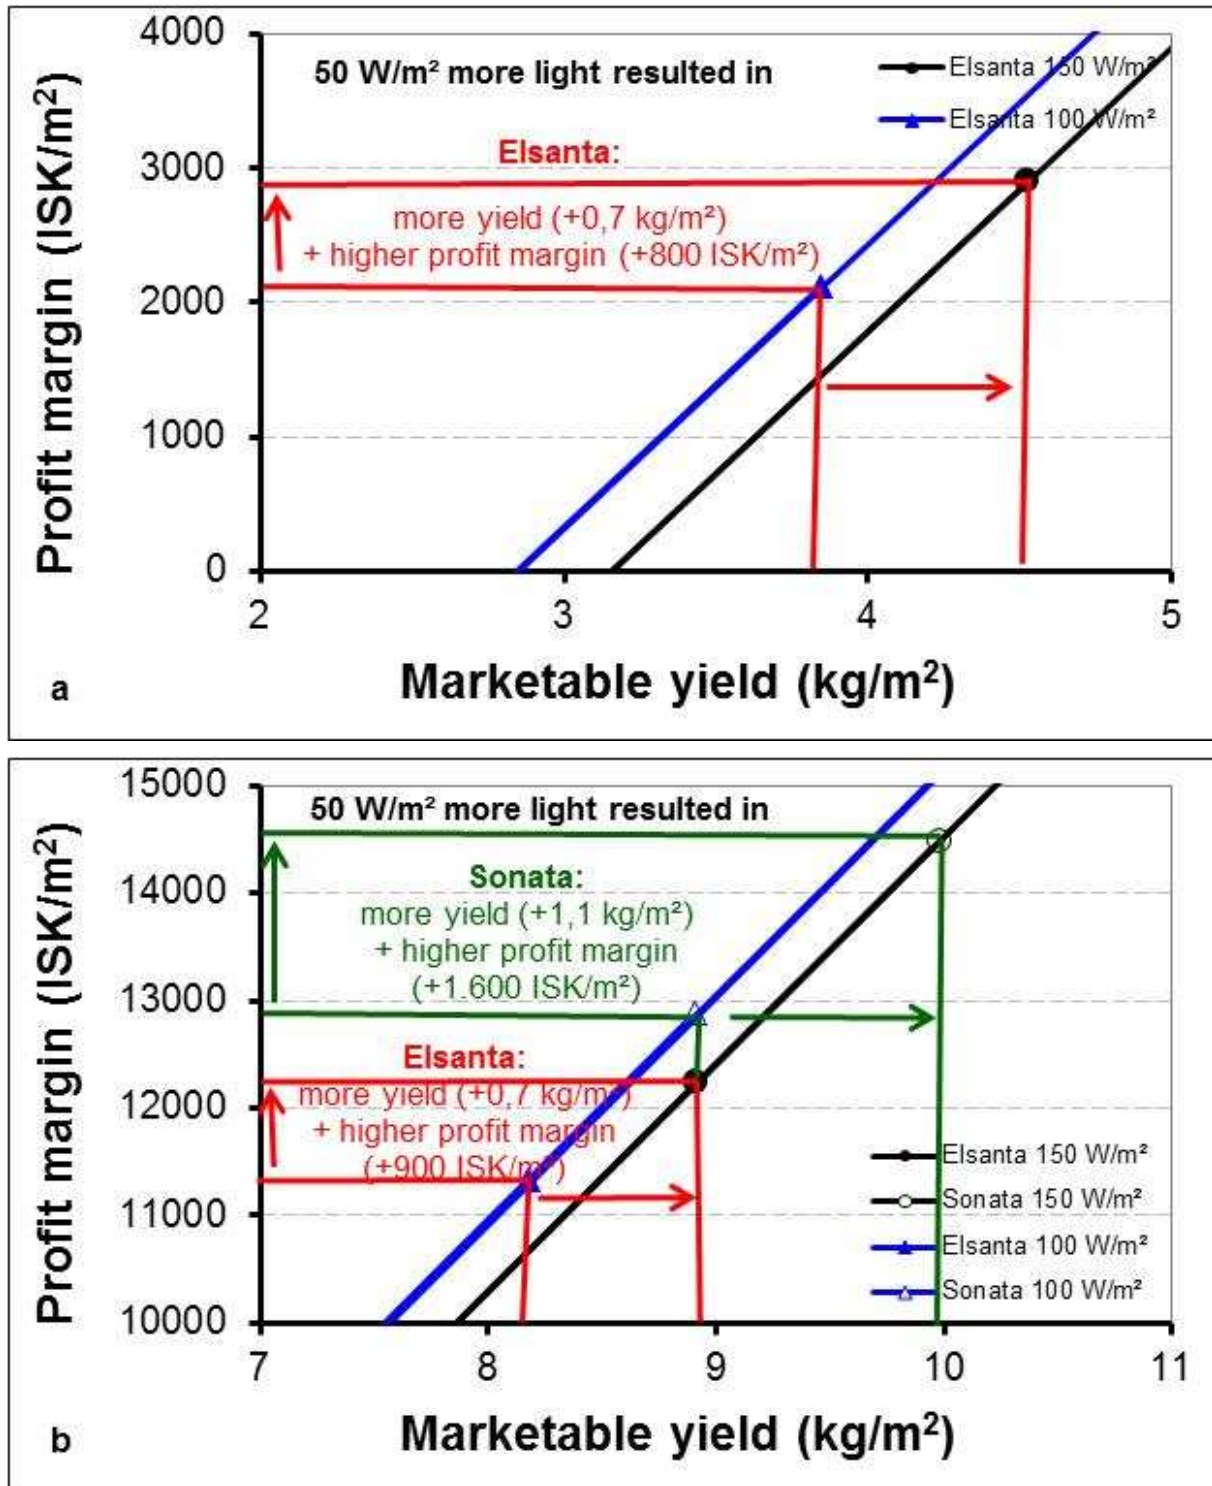 4000
3000
2000
1000
0
Profit margin (ISK/m²)
50 W/m² more light resulted in
Elsanta 150 W/m²
Elsanta 100 W/m²
Elsanta:
more yield (+0,7 kg/m²)
+ higher profit margin (+800 ISK/m²)
2 3 4 5
a
Marketable yield (kg/m²)
15000
14000
13000
12000
11000
10000
Profit margin (ISK/m²)
50 W/m² more light resulted in
Sonata:
more yield (+1,1 kg/m²)
+ higher profit margin
(+1.600 ISK/m²)
Elsanta:
more yield (+0,7 kg/m²)
+ higher profit margin
(+900 ISK/m²)
Elsanta 150 W/m²
Sonata 150 W/m²
Elsanta 100 W/m²
Sonata 100 W/m²
7 8 9 10 11
b
Marketable yield (kg/m²)